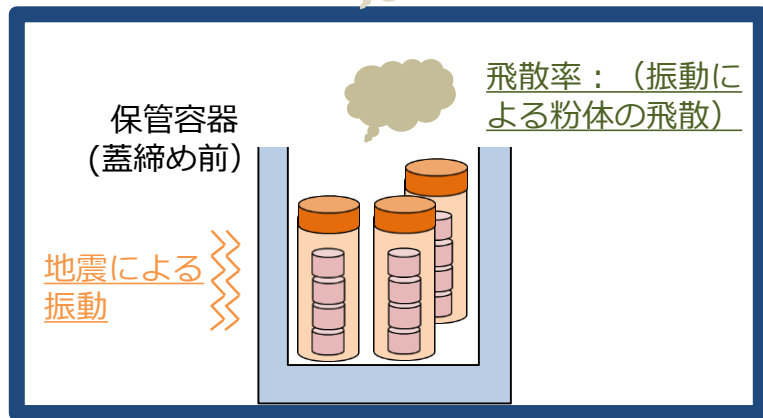 飛散率：（振動に
よる粉体の飛散）
保管容器
(蓋締め前）
地震による
振動